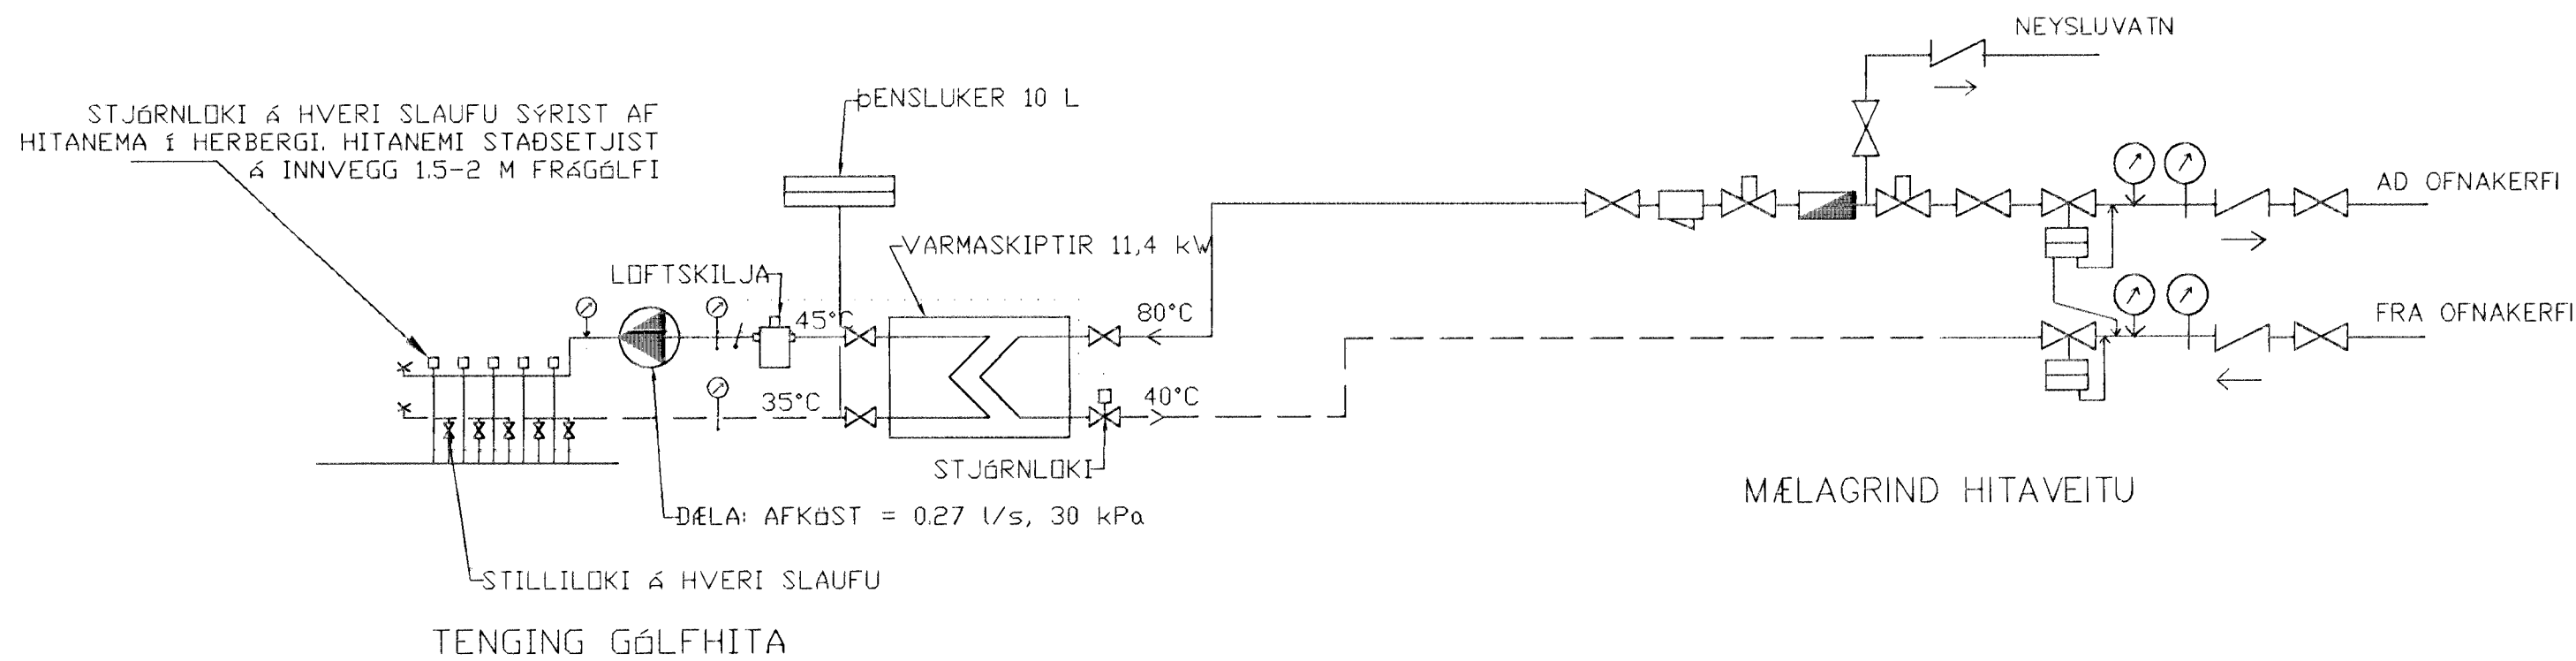 NEYSLUVATN
ÞENSLUKER 10 L
STJÓRNLOKI Á HVERI SLAUFU SÝRIST AF
HITANEMA Í HERBERGI. HITANEMI STAÐSETJIST
Á INNVEGG 1.5-2 M FRÁGÓLFI
AD OFNAKERFI
VARMASKIPTIR 11,4 kW
LOFTSKILJA
45°C
80°C
FRA OFNAKERFI
35°C
40°C
STJÓRNLOKI
MÆLAGRIND HITAVEITU
DÆLA: AFKÖST = 0.27 l/s, 30 kPa
STILLILOKI Á HVERI SLAUFU
TENGING GÓLFHITA